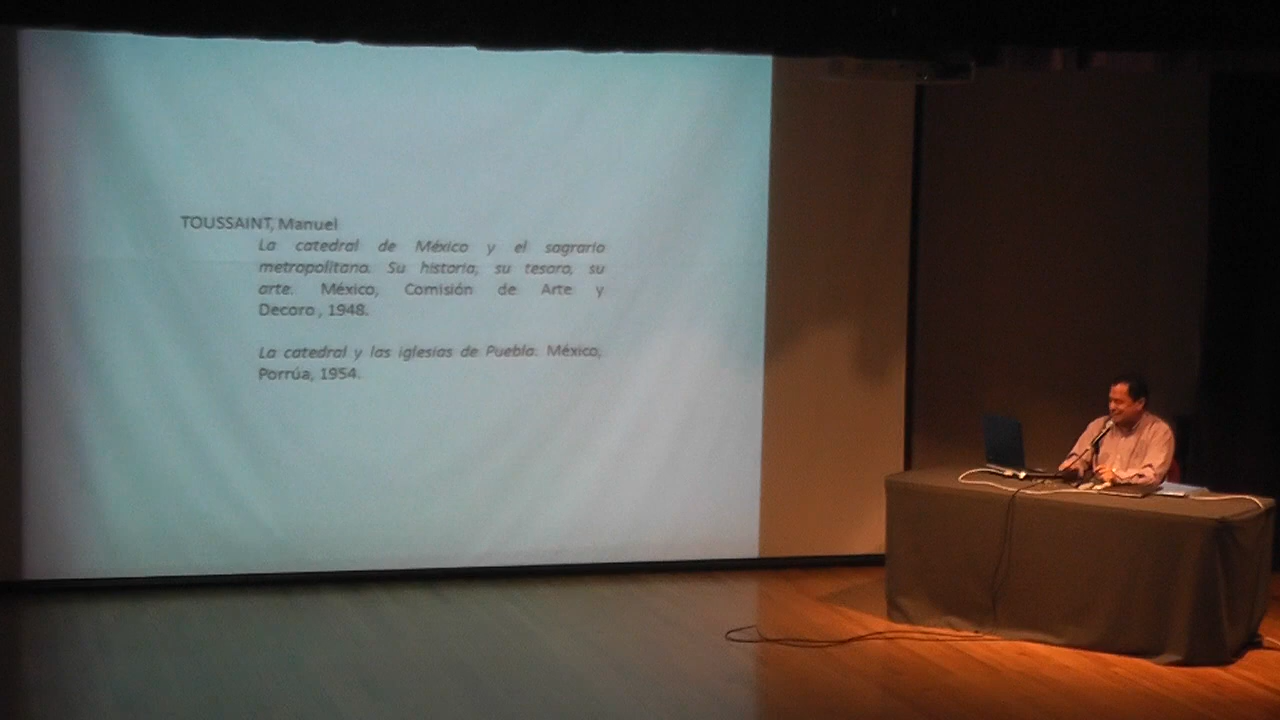 TOUSSAINT, Manuel
La catedral de México y el sagrario
metropolitano. Su historia, su tesoro, su
arte. México, Comisión de Arte y
Decoro , 1948.
La catedral y las iglesias de Puebla. México,
Porrúa, 1954.